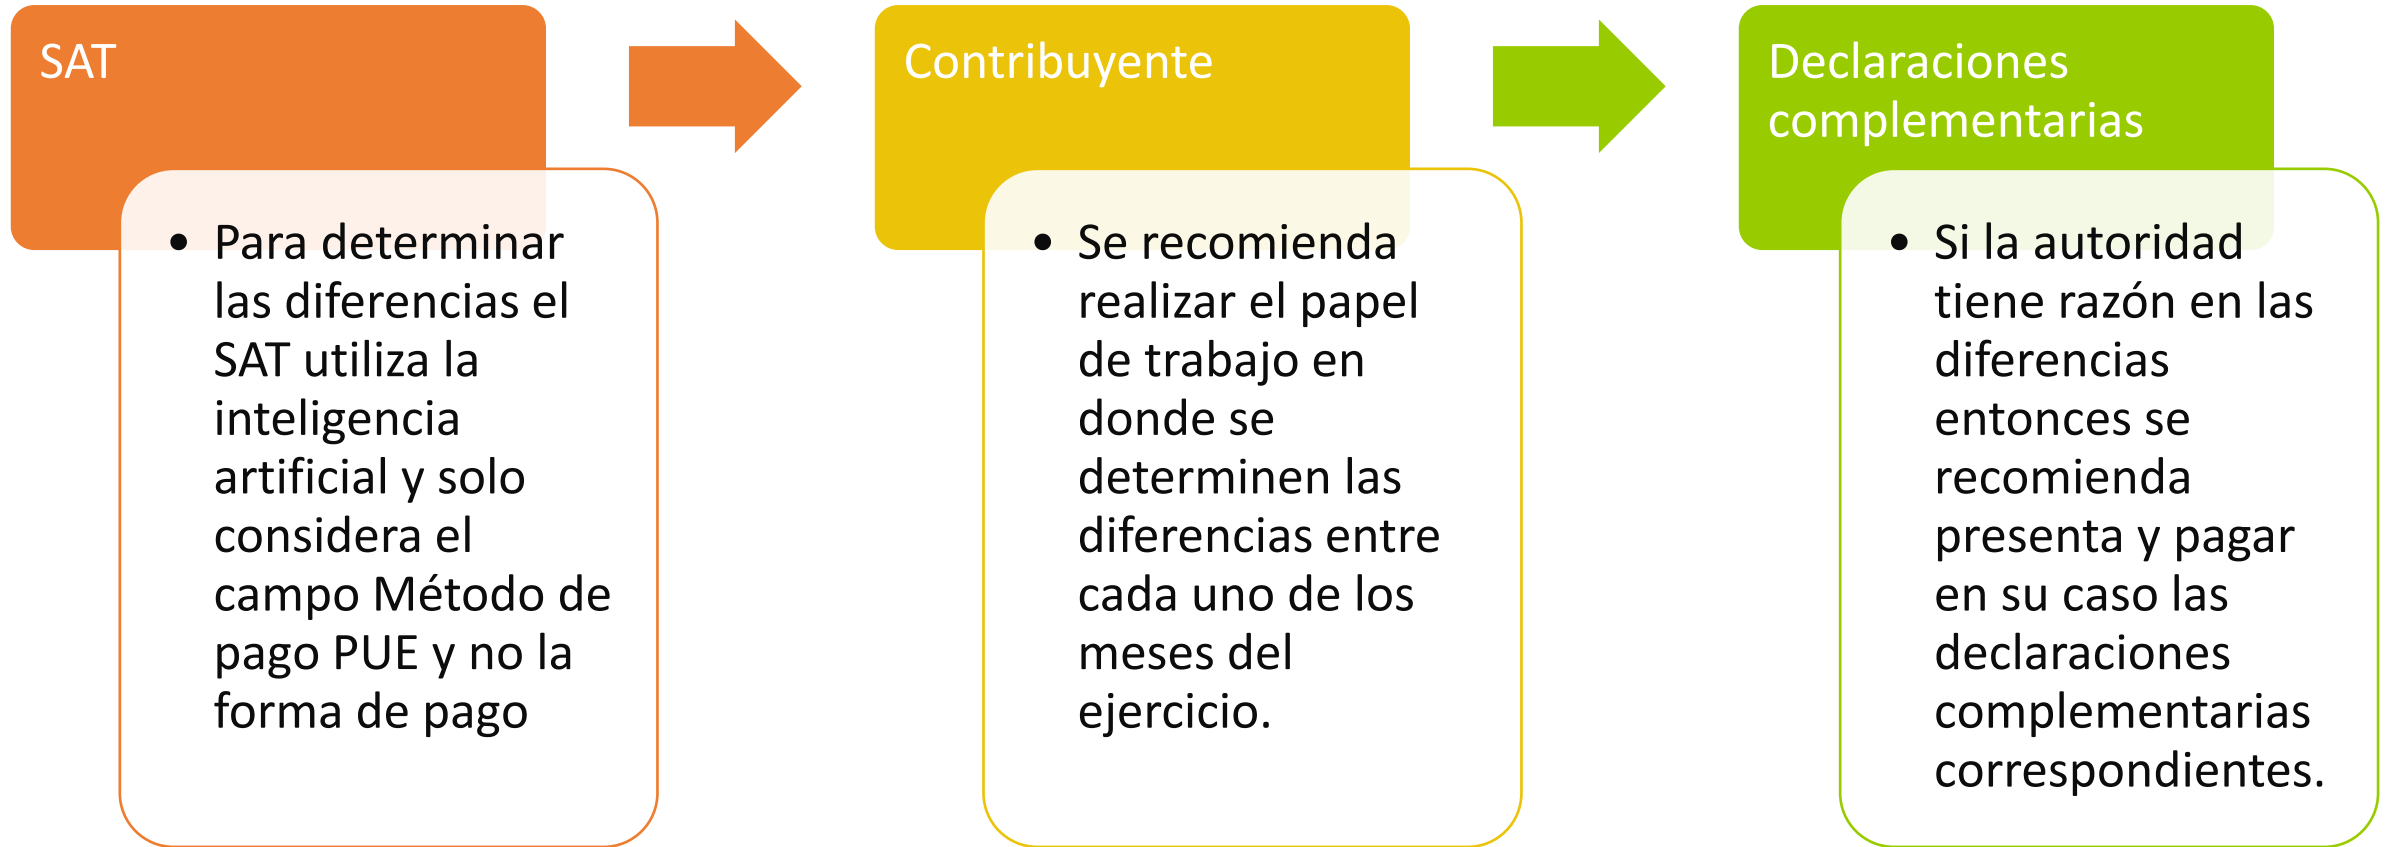 SAT
• Para determinar
las diferencias el
SAT utiliza la
inteligencia
artificial y solo
considera el
campo Método de
pago PUE y no la
forma de pago
Contribuyente
• Se recomienda
realizar el papel
de trabajo en
donde se
determinen las
diferencias entre
cada uno de los
meses del
ejercicio.
Declaraciones
complementarias
• Si la autoridad
tiene razón en las
diferencias
entonces se
recomienda
presenta y pagar
en su caso las
declaraciones
complementarias
correspondientes.